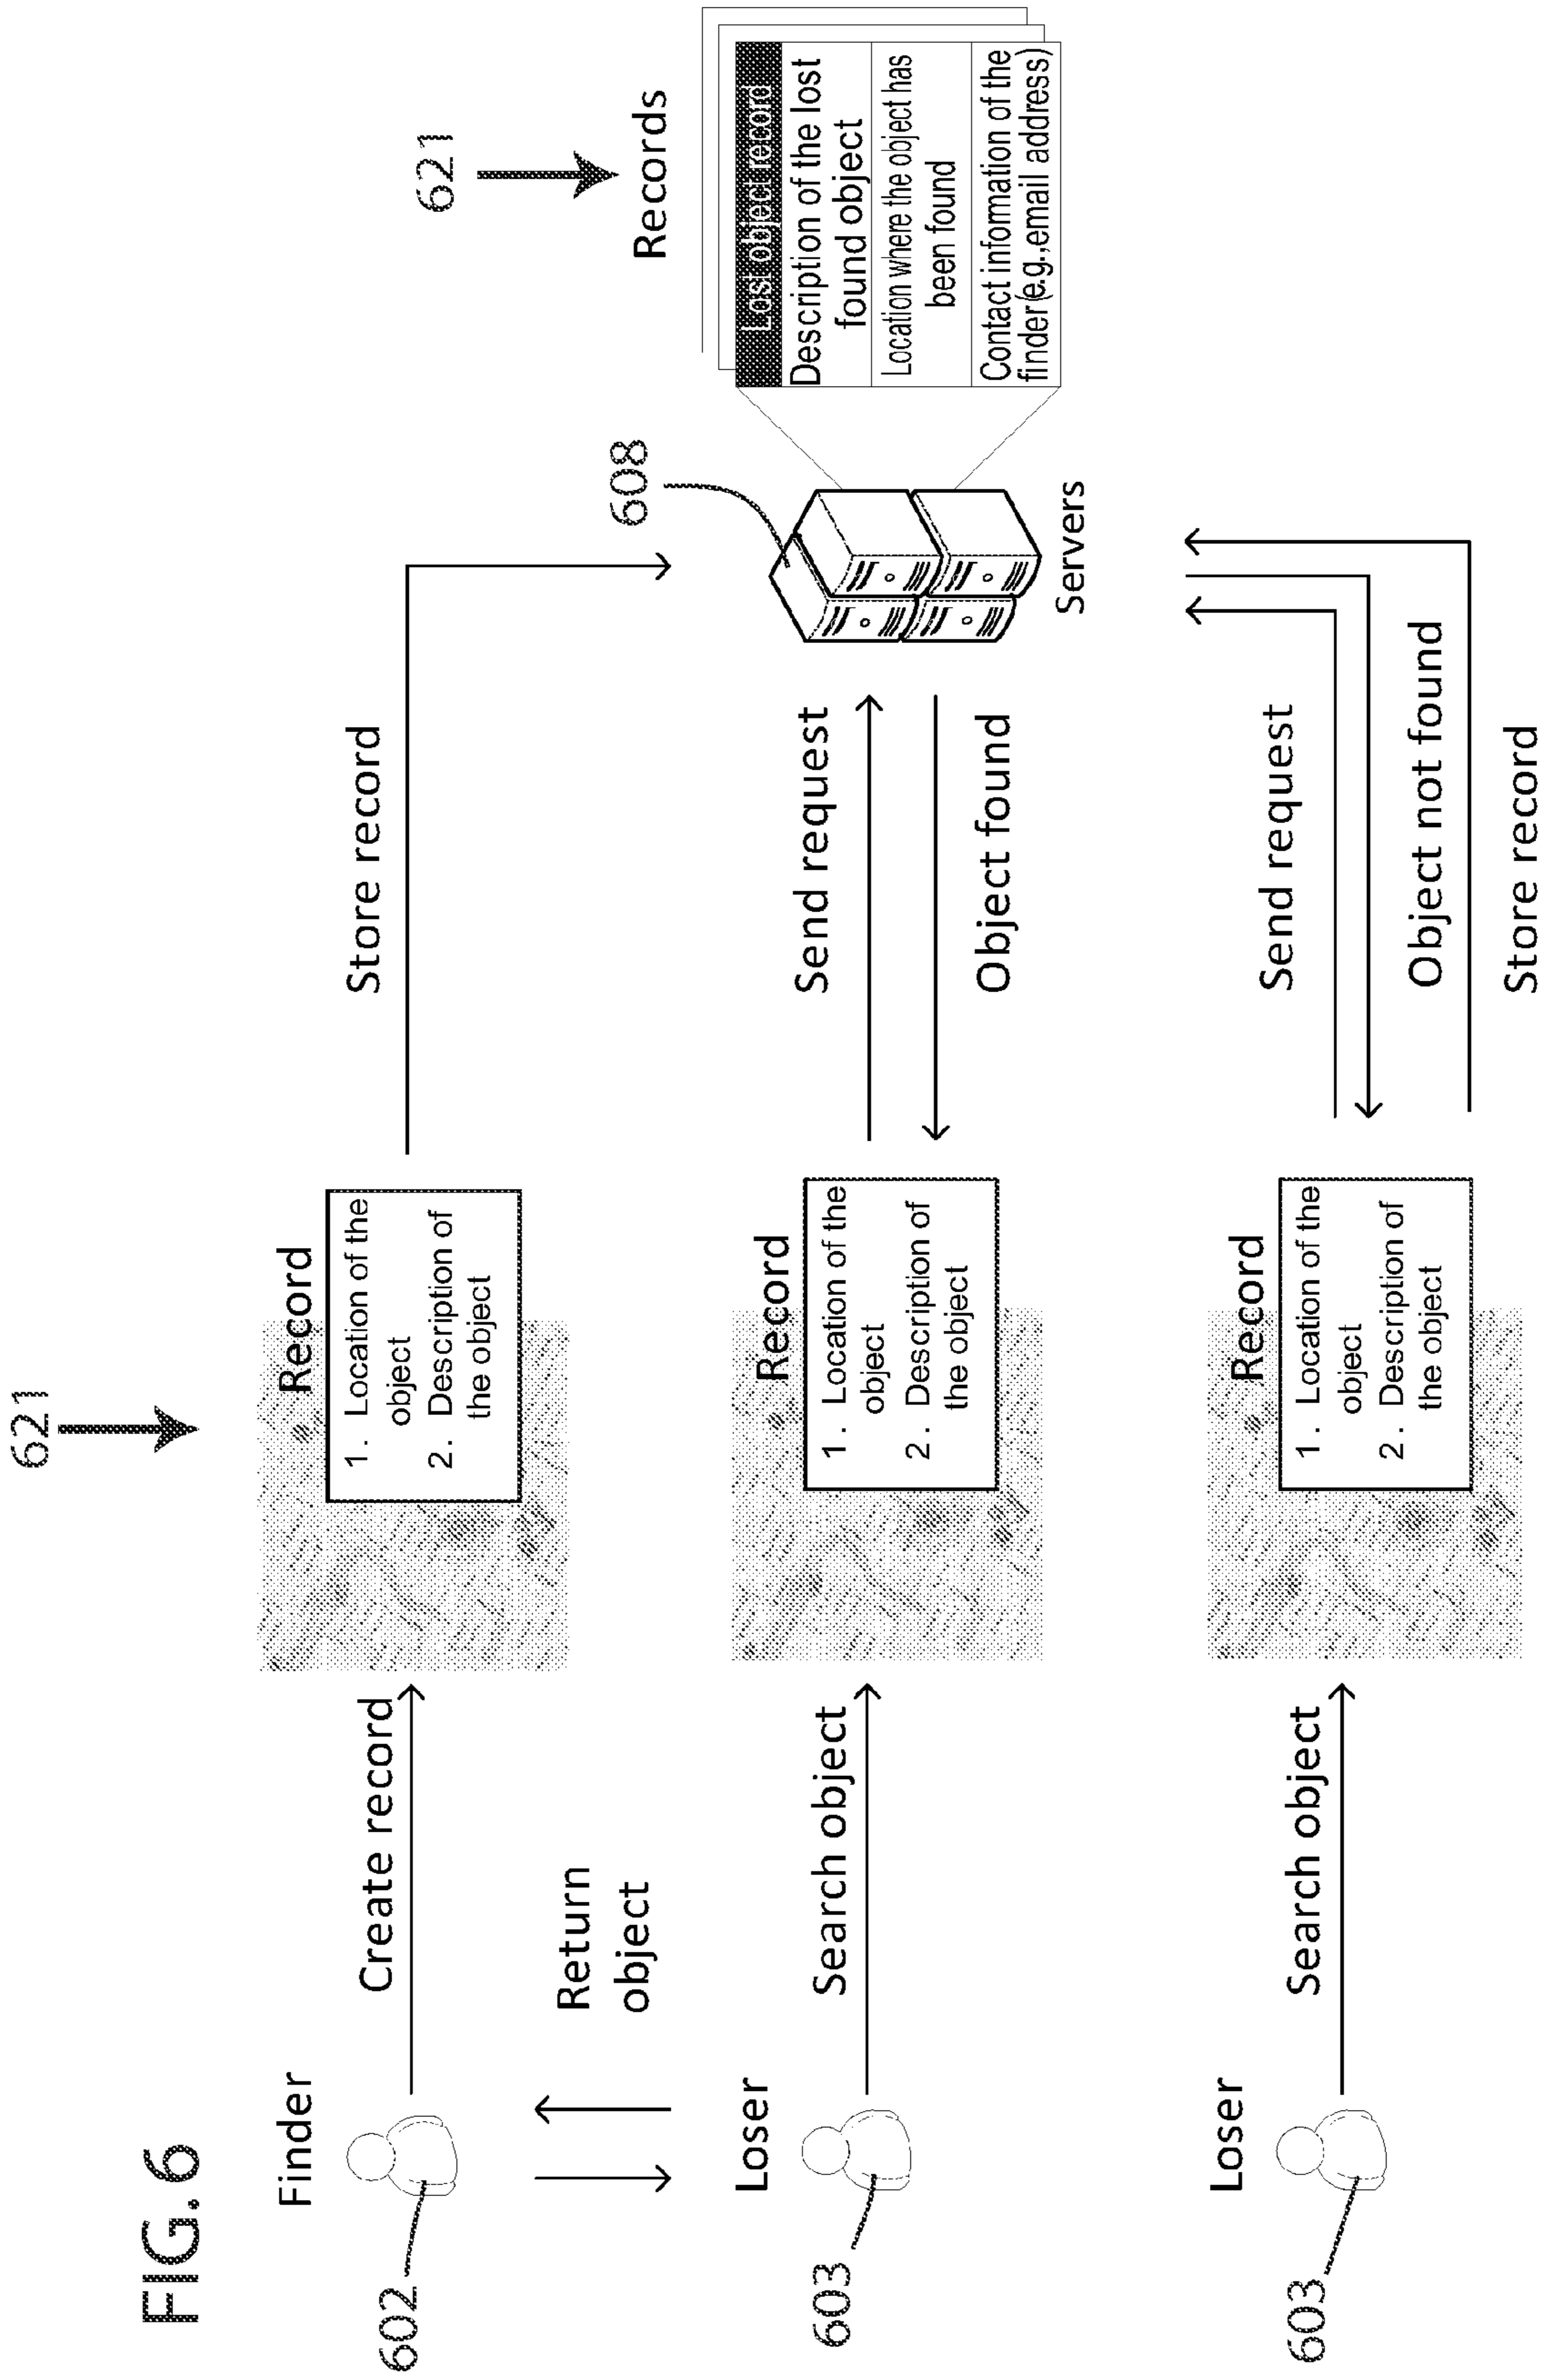 FIG.6
621
621
Records
Finder
602
Create record
Record
1. Location of the
object
2. Description of
the object
Store record
608
Servers
Lost object record
Description of the lost
found object
Location where the object has
been found
Contact information of the
finder(e.g.,email address)
Return
object
Loser
603
Search object
Record
1. Location of the
object
2. Description of
the object
Send request
Object found
Loser
603
Search object
Record
1. Location of the
object
2. Description of
the object
Send request
Object not found
Store record